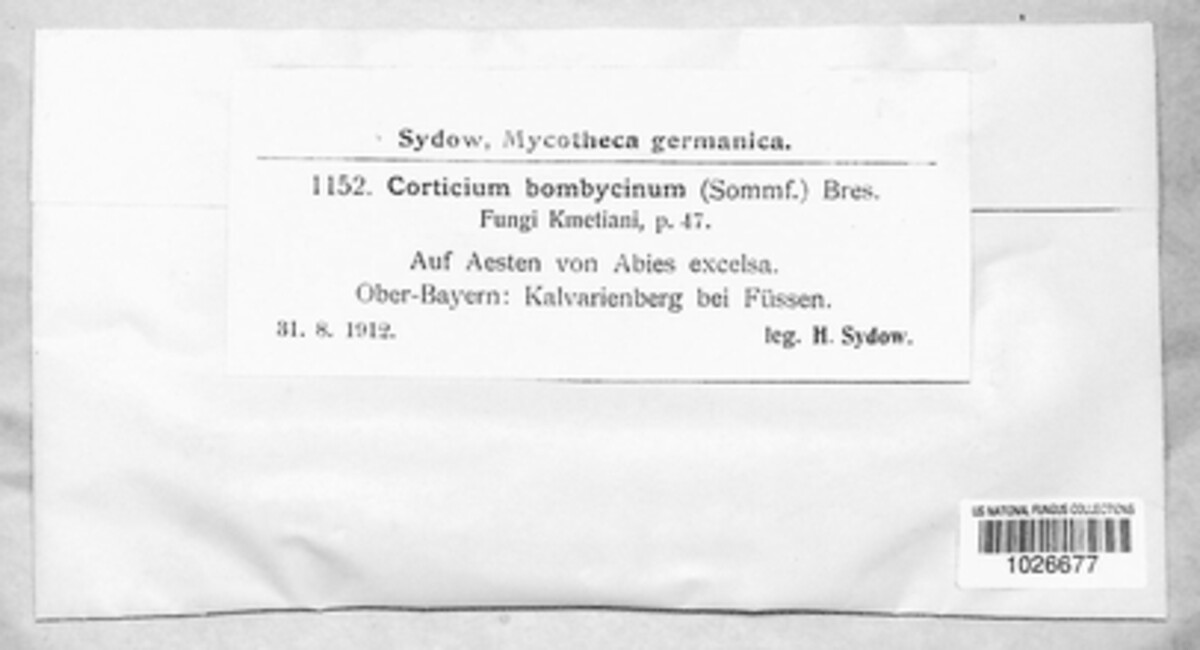 Sydow, Mycotheca germanica.
1152. Corticium bombycinum (Sommf.) Bres.
Fungi Kmetiani, p. 47.
Auf Aesten von Abies excelsa.
Ober-Bayern: Kalvarienberg bei Füssen.
31. 8. 1912. leg. H. Sydow.
US NATIONAL FUNGUS COLLECTIONS
1026677